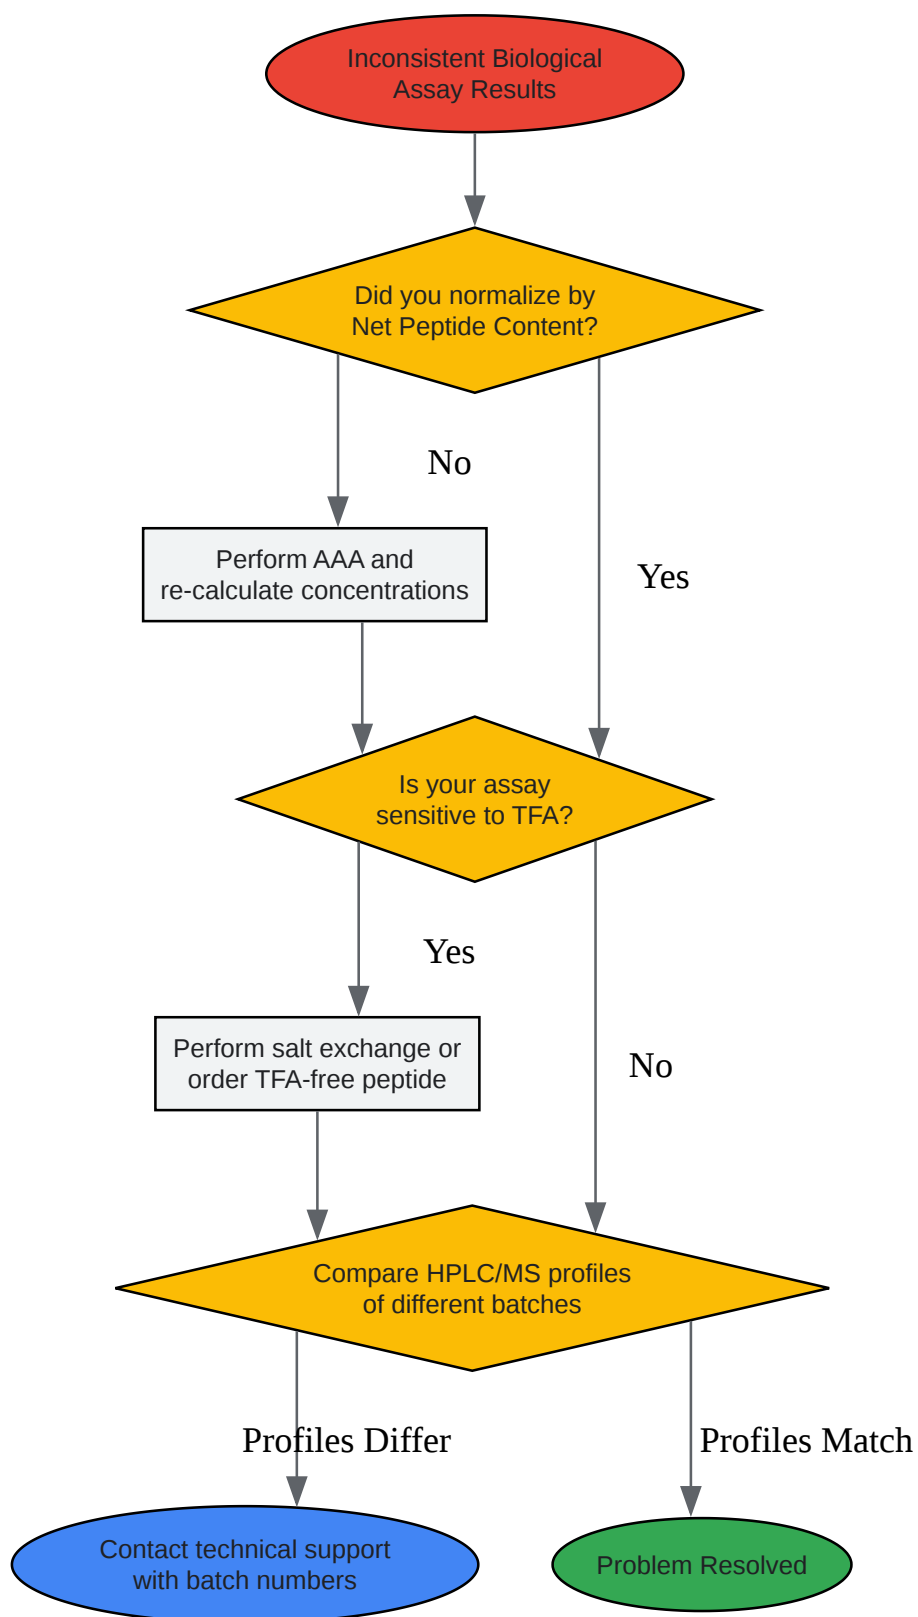 Inconsistent Biological
Assay Results
Did you normalize by
Net Peptide Content?
No
Perform AAA and
re-calculate concentrations
Yes
Is your assay
sensitive to TFA?
Yes
Perform salt exchange or
order TFA-free peptide
No
Compare HPLC/MS profiles
of different batches
Profiles Differ
Profiles Match
Contact technical support
with batch numbers
Problem Resolved